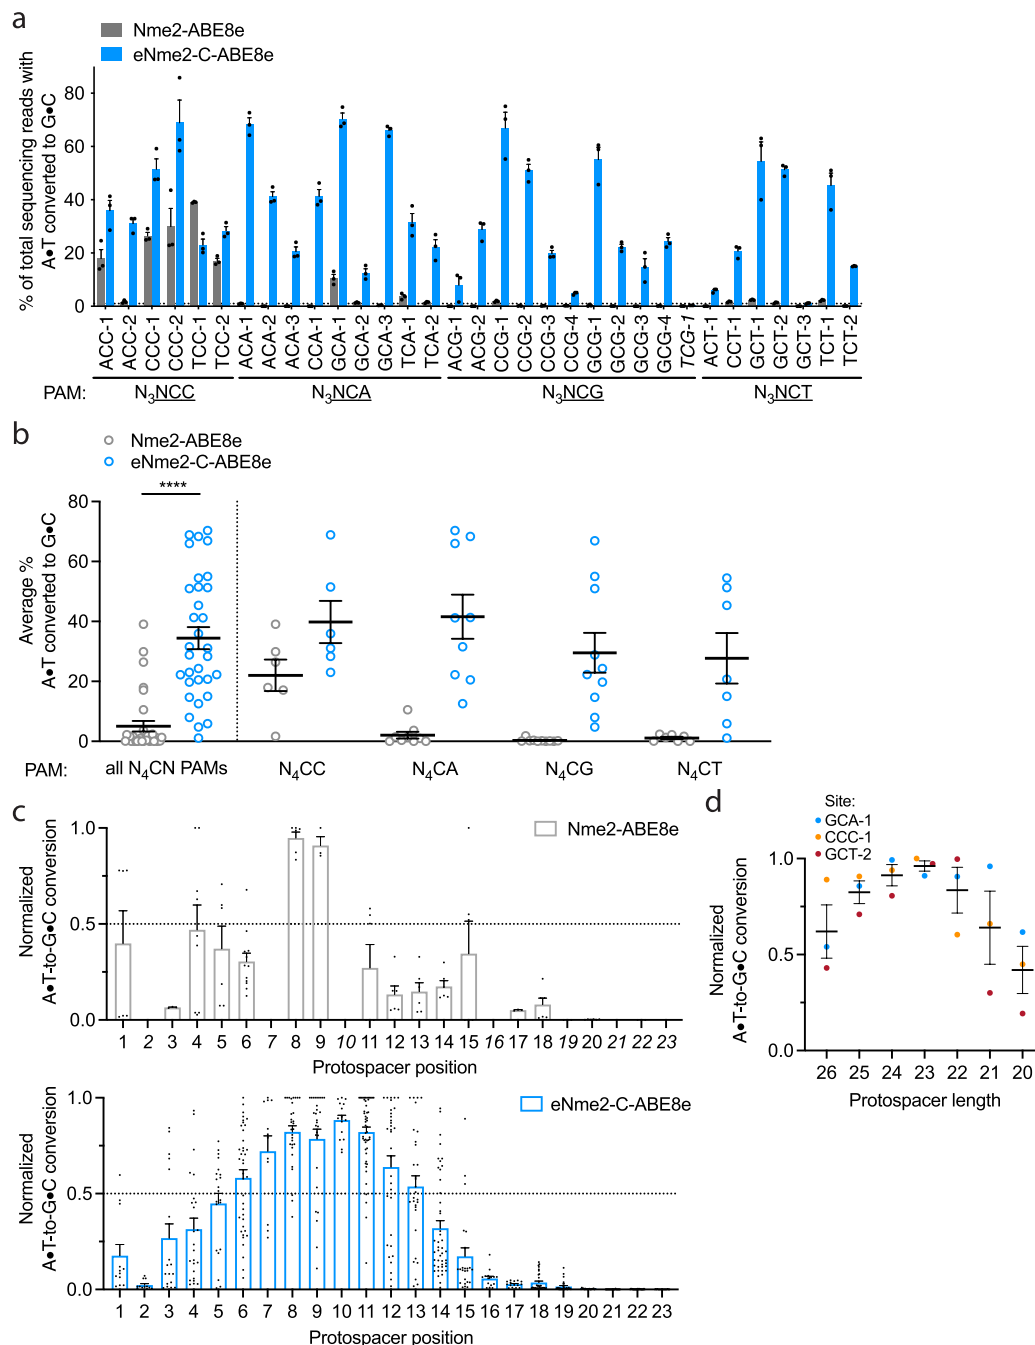 a
Nme2-ABE8e
eNme2-C-ABE8e
% of total sequencing reads with
A•T converted to G•C
80
60
40
20
0
ACC-1 ACC-2 CCC-1 CCC-2 TCC-1 TCC-2 ACA-1 ACA-2 ACA-3 CCA-1 GCA-1 GCA-2 GCA-3 TCA-1 TCA-2 ACG-1 ACG-2 CCG-1 CCG-2 CCG-3 CCG-4 GCG-1 GCG-2 GCG-3 GCG-4 TCG-1 ACT-1 CCT-1 GCT-1 GCT-2 GCT-3 TCT-1 TCT-2
PAM: N3NCC N3NCA N3NCG N3NCT
b
Nme2-ABE8e
eNme2-C-ABE8e
Average %
A•T converted to G•C
80
60
40
20
0
****
PAM: all N4CN PAMs N4CC N4CA N4CG N4CT
c
Nme2-ABE8e
Normalized
A•T-to-G•C conversion
1.0
0.5
0.0
1 2 3 4 5 6 7 8 9 10 11 12 13 14 15 16 17 18 19 20 21 22 23
Protospacer position
eNme2-C-ABE8e
Normalized
A•T-to-G•C conversion
1.0
0.5
0.0
1 2 3 4 5 6 7 8 9 10 11 12 13 14 15 16 17 18 19 20 21 22 23
Protospacer position
d
Site:
GCA-1
CCC-1
GCT-2
Normalized
A•T-to-G•C conversion
1.0
0.5
0.0
26 25 24 23 22 21 20
Protospacer length